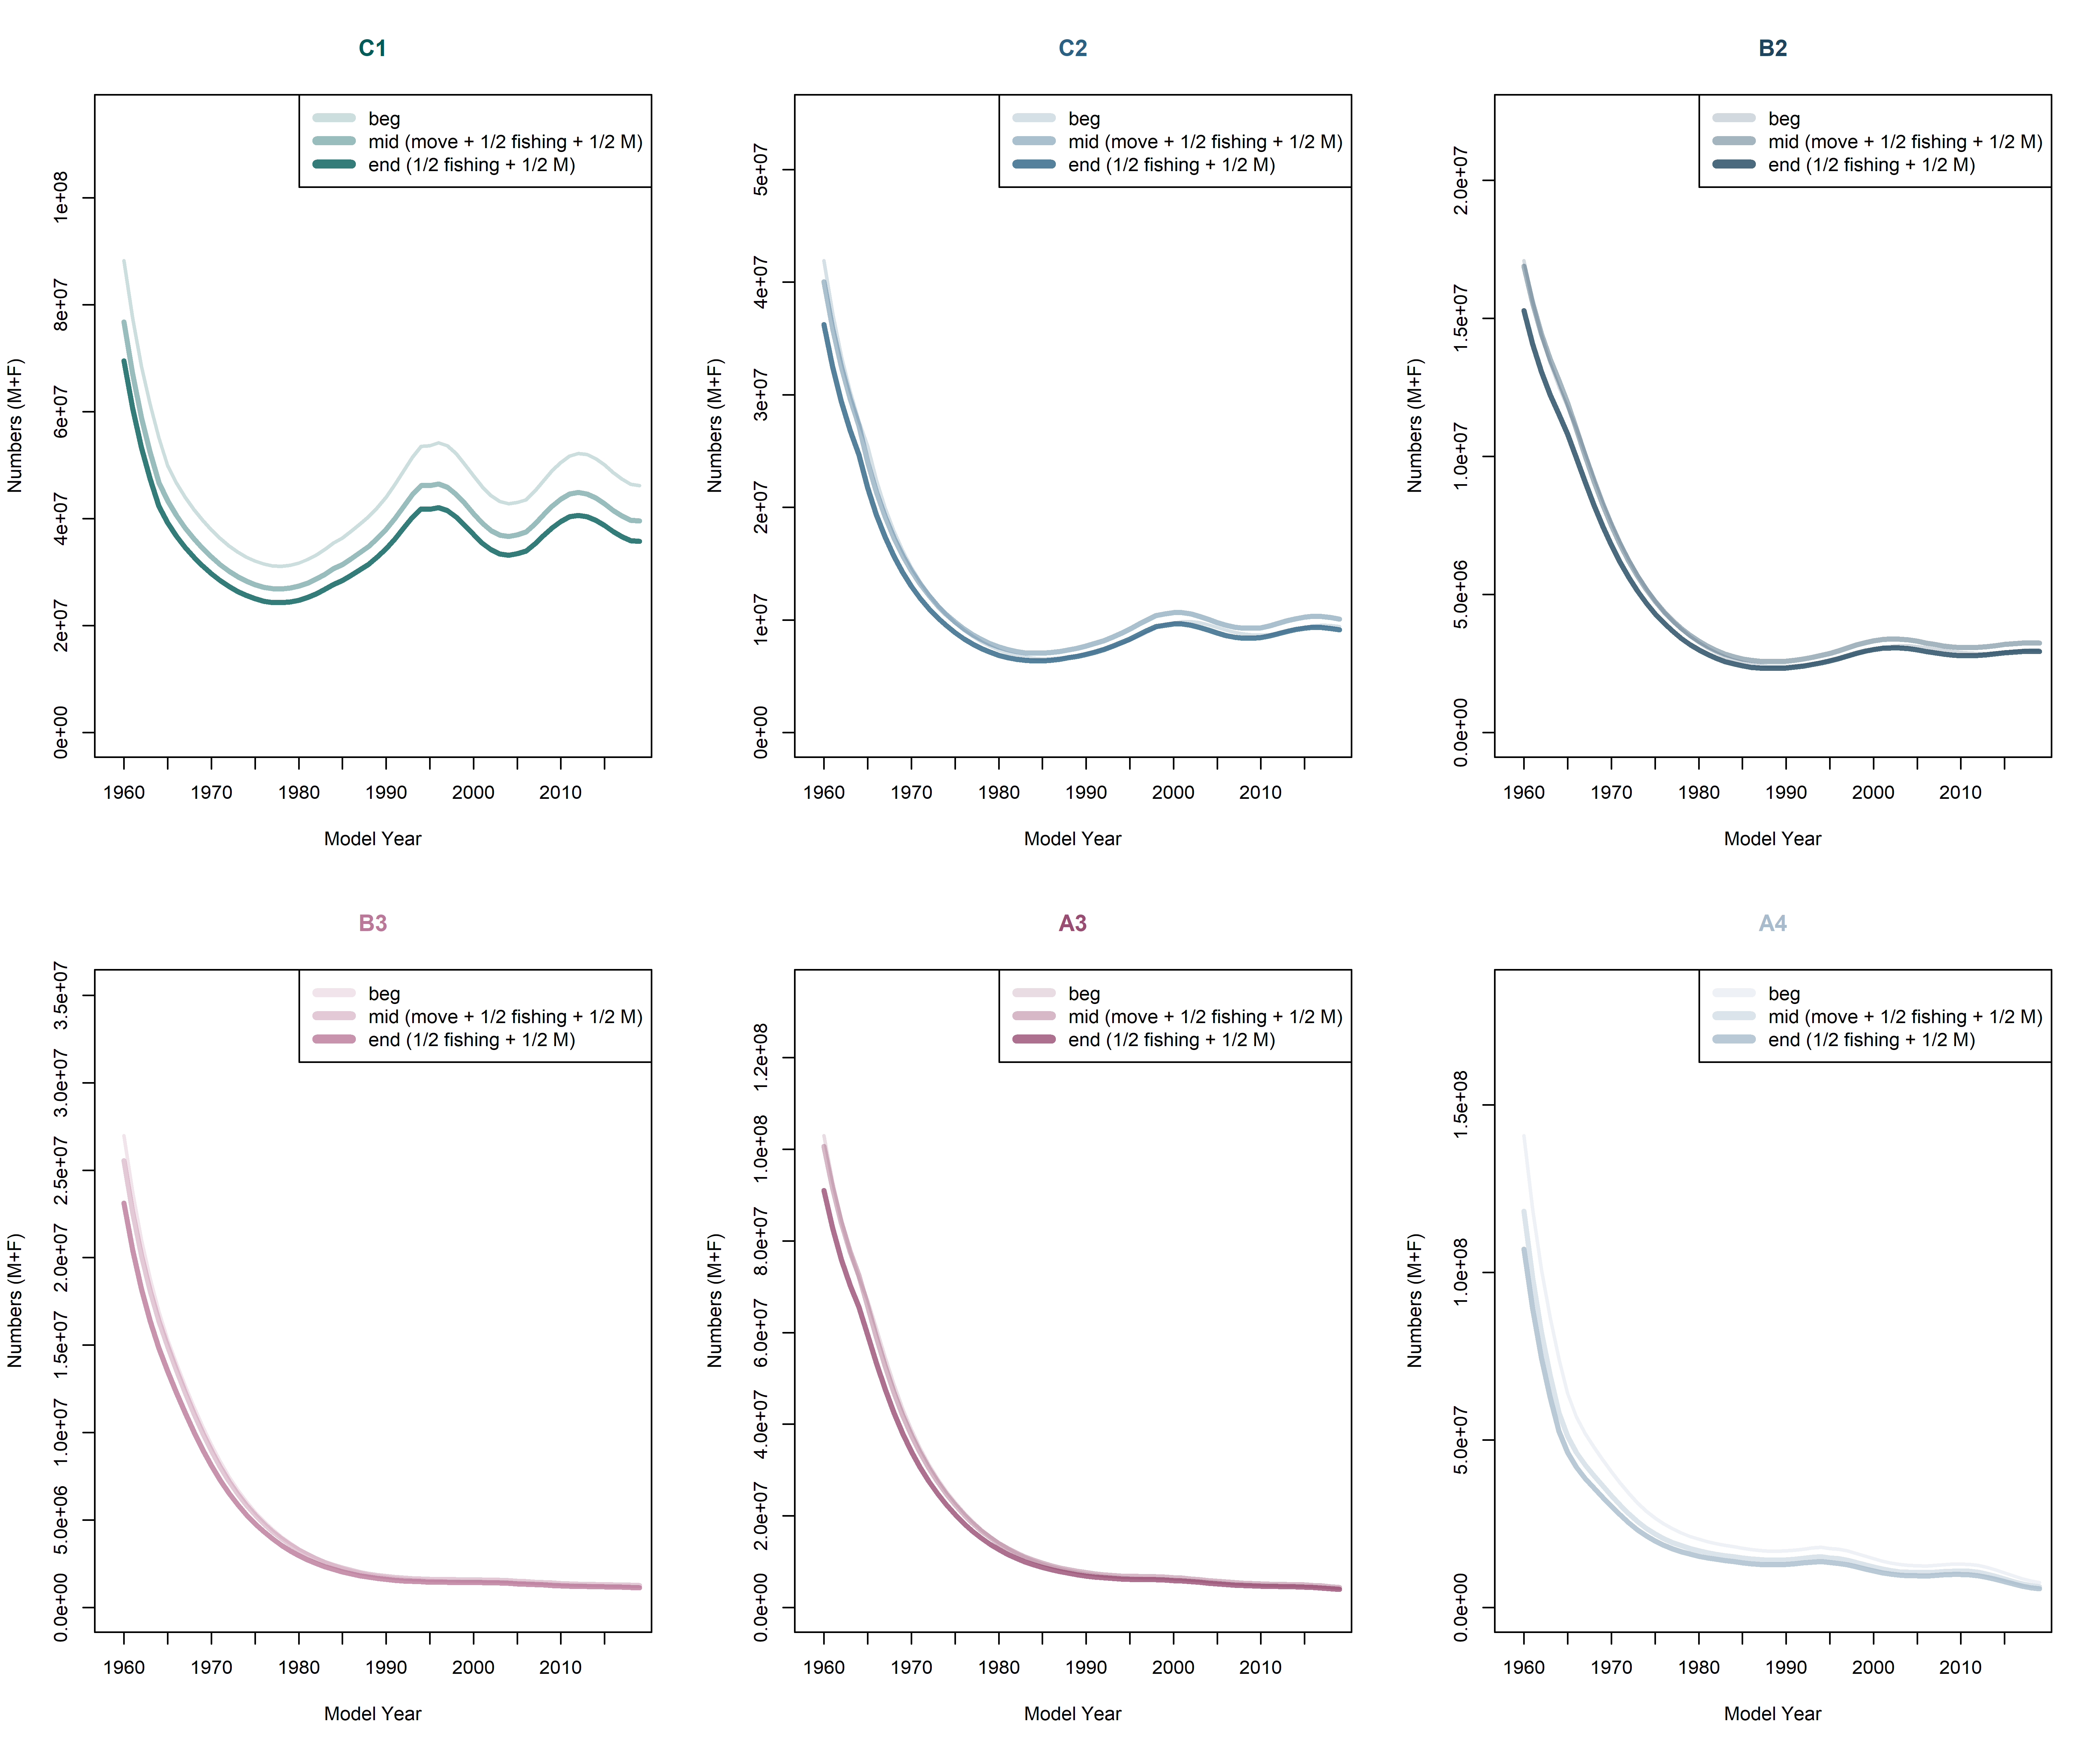 C1
beg
mid (move + 1/2 fishing + 1/2 M)
end (1/2 fishing + 1/2 M)
Numbers (M+F)
1e+08
8e+07
6e+07
4e+07
2e+07
0e+00
1960 1970 1980 1990 2000 2010
Model Year
C2
beg
mid (move + 1/2 fishing + 1/2 M)
end (1/2 fishing + 1/2 M)
Numbers (M+F)
5e+07
4e+07
3e+07
2e+07
1e+07
0e+00
1960 1970 1980 1990 2000 2010
Model Year
B2
beg
mid (move + 1/2 fishing + 1/2 M)
end (1/2 fishing + 1/2 M)
Numbers (M+F)
2.0e+07
1.5e+07
1.0e+07
5.0e+06
0.0e+00
1960 1970 1980 1990 2000 2010
Model Year
B3
beg
mid (move + 1/2 fishing + 1/2 M)
end (1/2 fishing + 1/2 M)
Numbers (M+F)
3.5e+07
3.0e+07
2.5e+07
2.0e+07
1.5e+07
1.0e+07
5.0e+06
0.0e+00
1960 1970 1980 1990 2000 2010
Model Year
A3
beg
mid (move + 1/2 fishing + 1/2 M)
end (1/2 fishing + 1/2 M)
Numbers (M+F)
1.2e+08
1.0e+08
8.0e+07
6.0e+07
4.0e+07
2.0e+07
0.0e+00
1960 1970 1980 1990 2000 2010
Model Year
A4
beg
mid (move + 1/2 fishing + 1/2 M)
end (1/2 fishing + 1/2 M)
Numbers (M+F)
1.5e+08
1.0e+08
5.0e+07
0.0e+00
1960 1970 1980 1990 2000 2010
Model Year